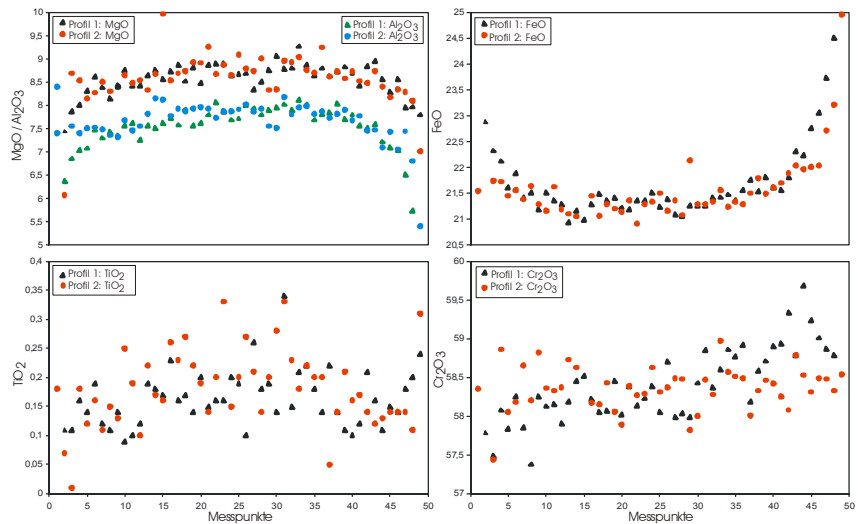 Profil 1: MgO
Profil 2: MgO
Profil 1: Al2O3
Profil 2: Al2O3
MgO / Al2O3
10
9,5
9
8,5
8
7,5
7
6,5
6
5,5
5
Profil 1: FeO
Profil 2: FeO
FeO
25
24,5
24
23,5
23
22,5
22
21,5
21
20,5
Profil 1: TiO2
Profil 2: TiO2
TiO2
0,4
0,35
0,3
0,25
0,2
0,15
0,1
0,05
0
0 5 10 15 20 25 30 35 40 45 50
Messpunkte
Profil 1: Cr2O3
Profil 2: Cr2O3
Cr2O3
60
59,5
59
58,5
58
57,5
57
0 5 10 15 20 25 30 35 40 45 50
Messpunkte